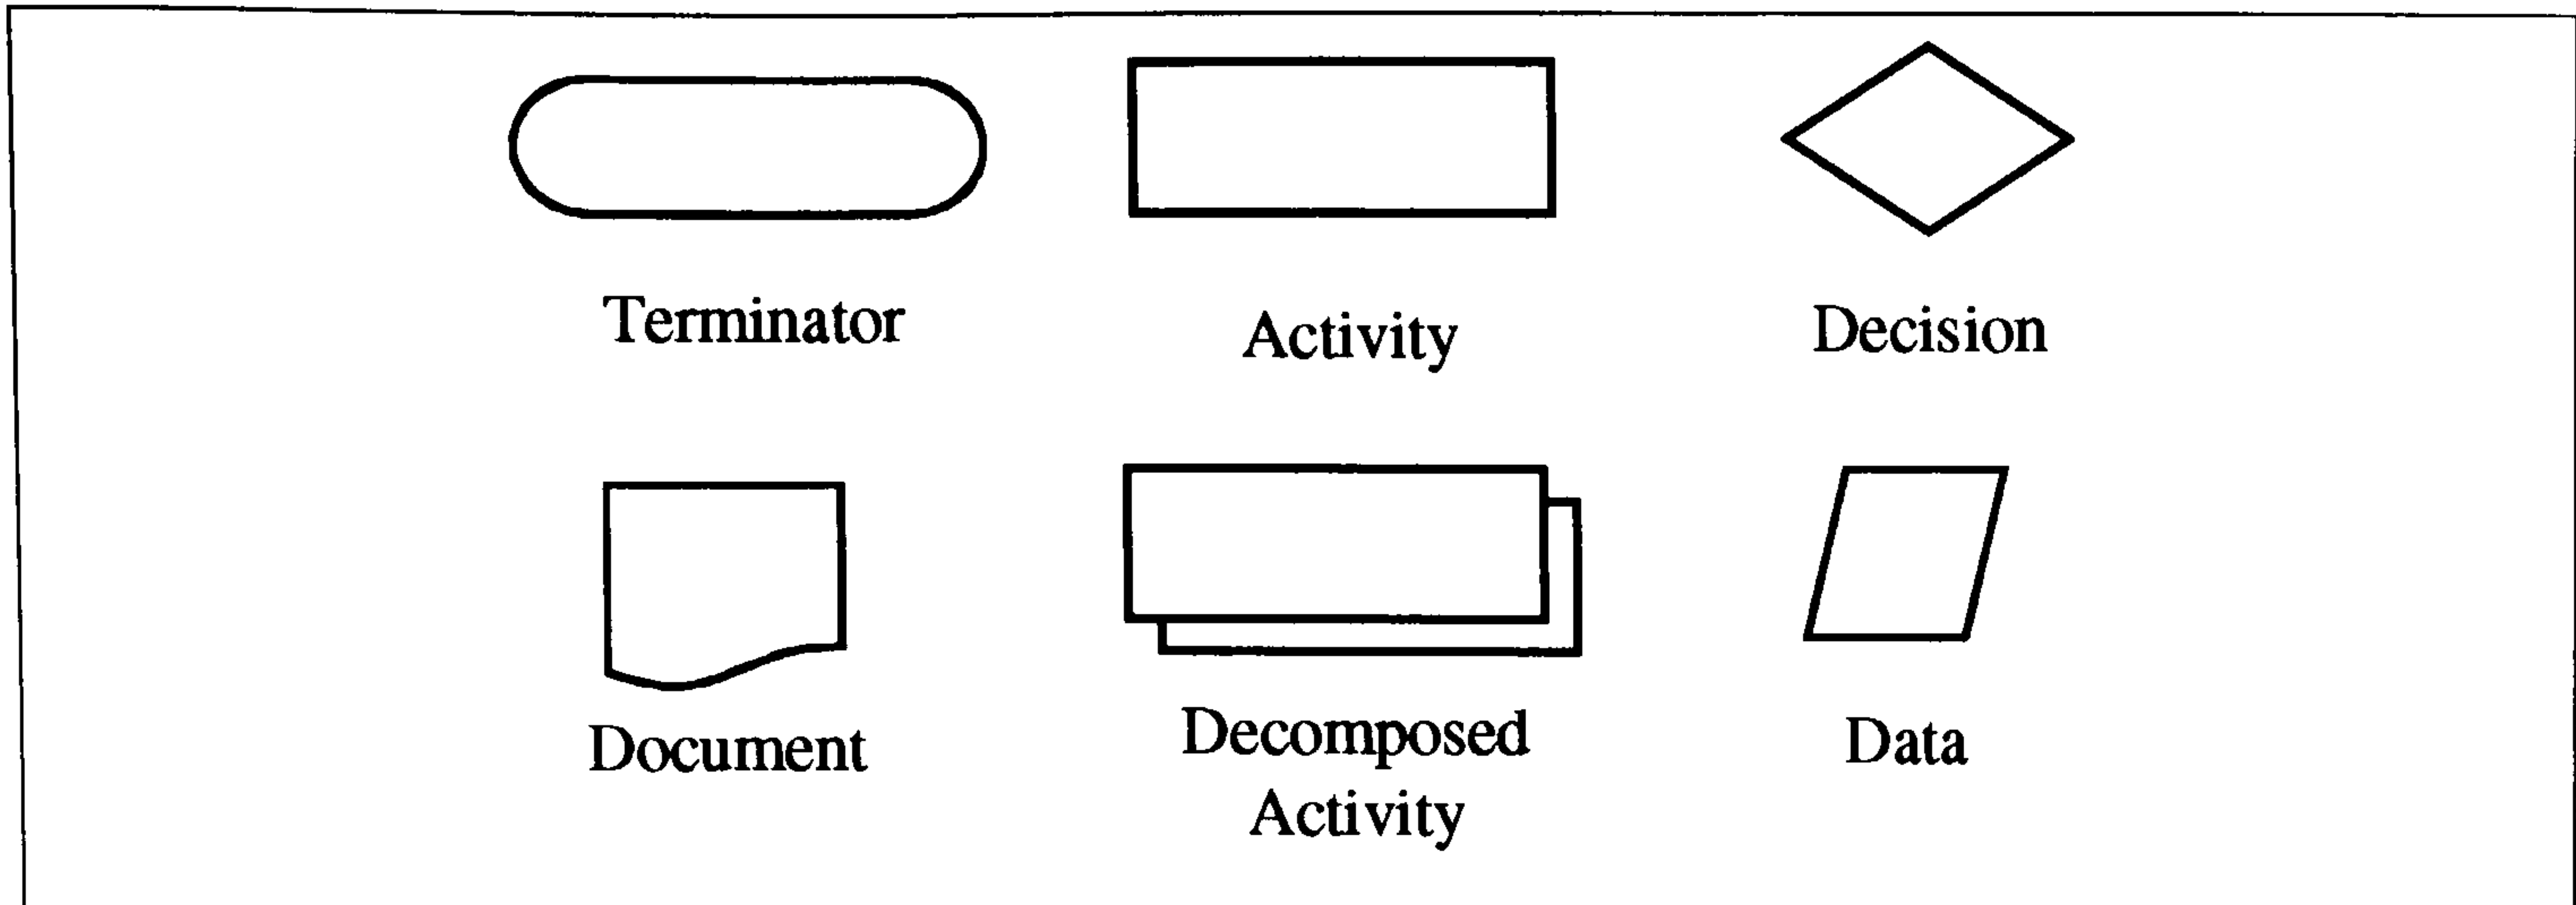 Terminator
Activity
Decision
Document
Decomposed
Activity
Data